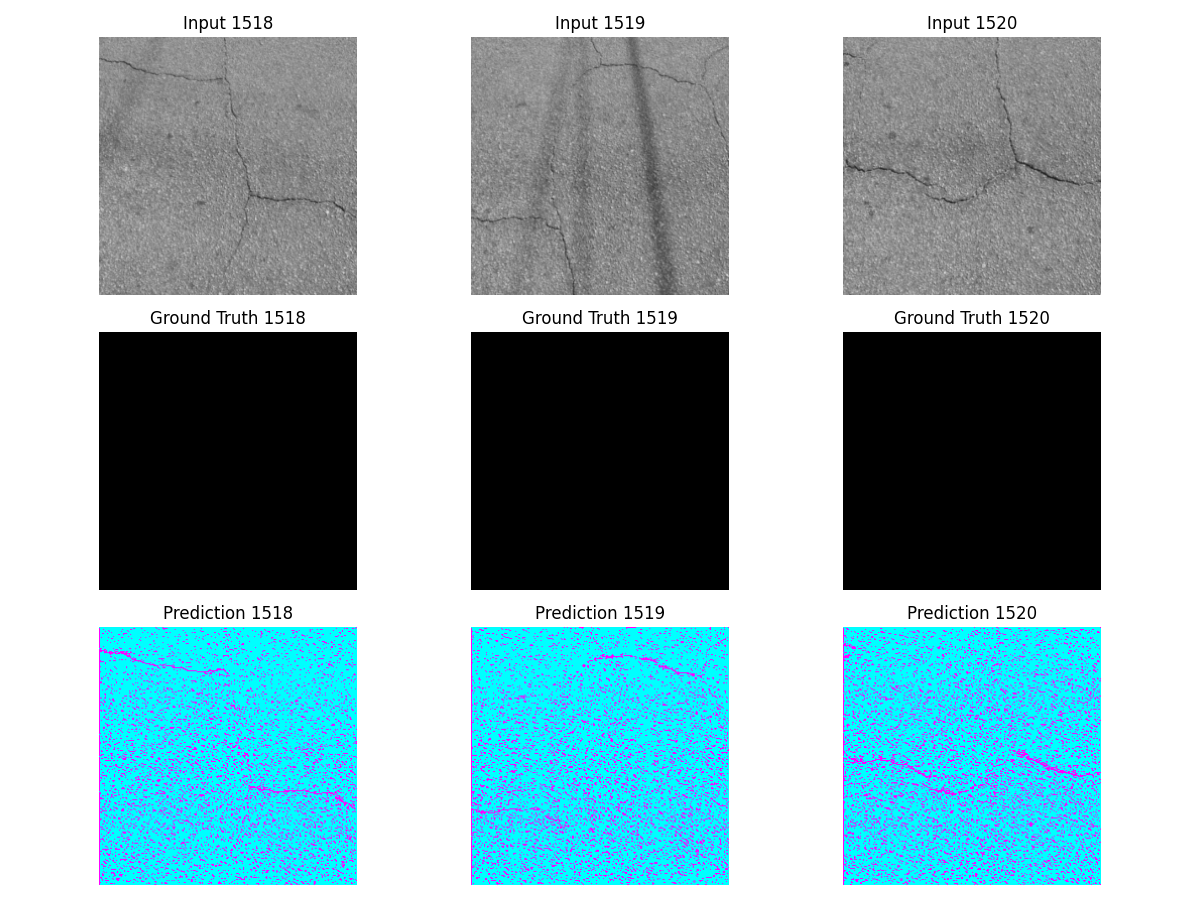 Input 1518
Input 1519
Input 1520
Ground Truth 1518
Ground Truth 1519
Ground Truth 1520
Prediction 1518
Prediction 1519
Prediction 1520